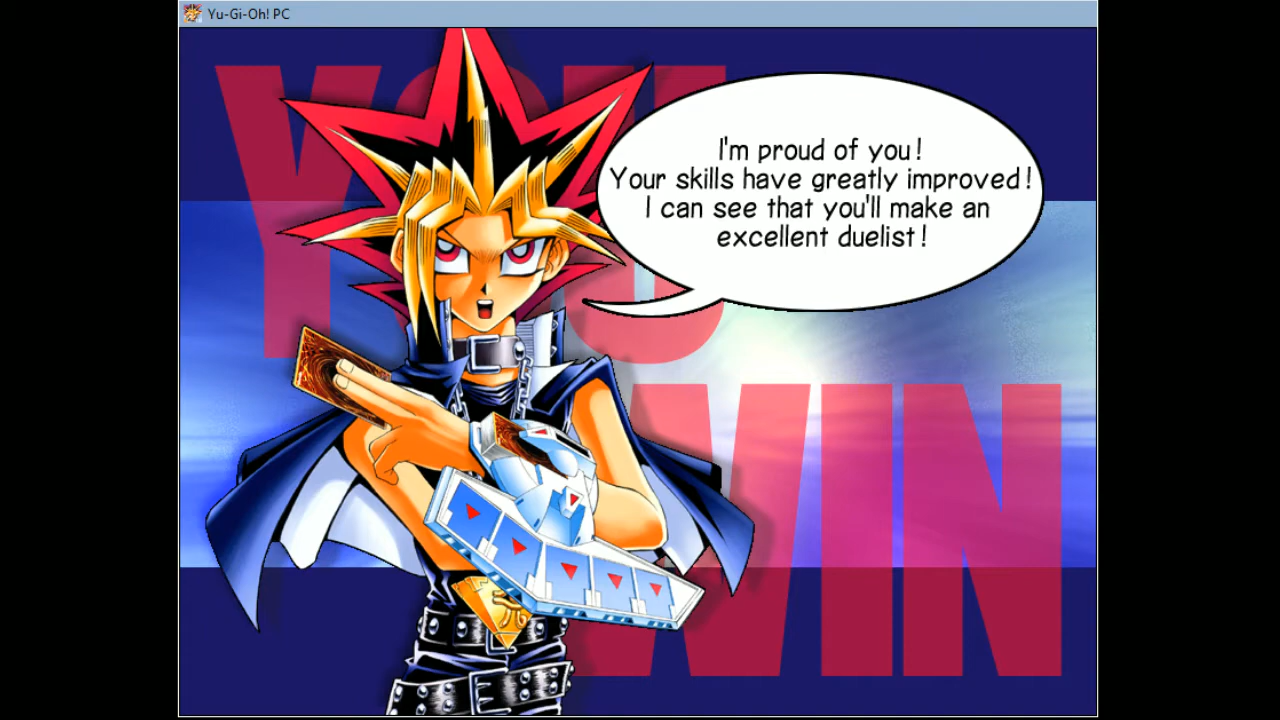 Yu-Gi-Oh! PC
YOU
I'm proud of you!
Your skills have greatly improved!
I can see that you'll make an
excellent duelist!
WIN